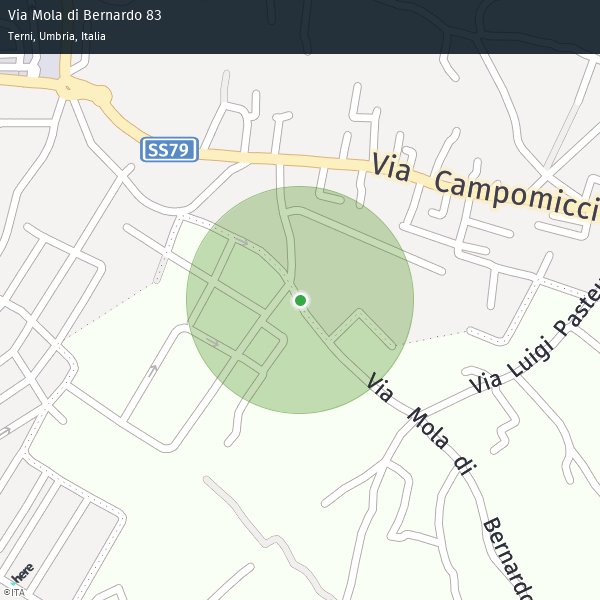 Via Mola di Bernardo 83
Terni, Umbria, Italia
SS79
Via Campomicci
Via Luigi Pasteu
Via Mola di Bernardo
here
©ITA